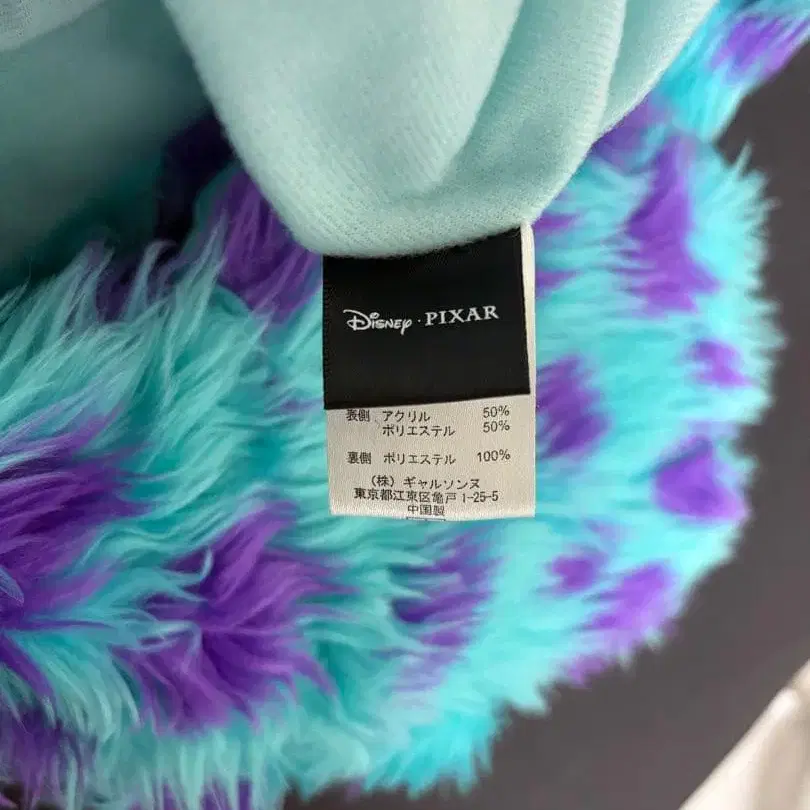 Disney · PIXAR
表側 アクリル 50%
ポリエステル 50%
裏側 ポリエステル 100%
(株) ギャルソンヌ
東京都江東区亀戸 1-25-5
中国製